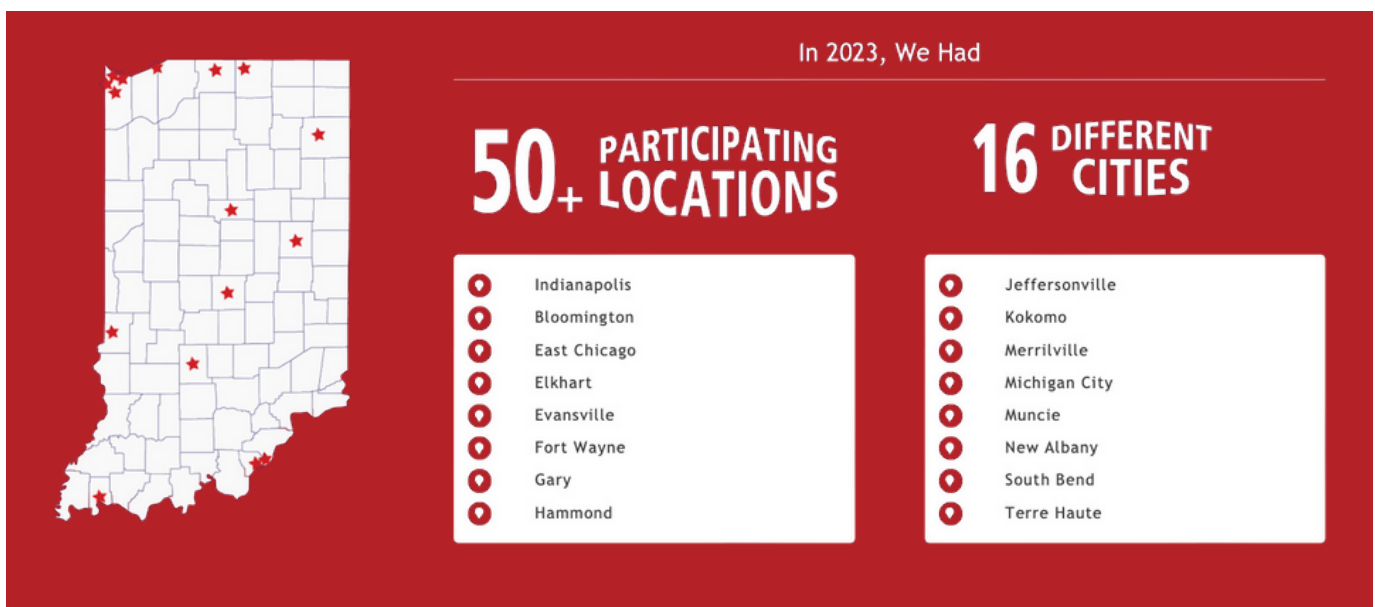 In 2023, We Had
50+ PARTICIPATING
LOCATIONS
16 DIFFERENT
CITIES
Indianapolis
Bloomington
East Chicago
Elkhart
Evansville
Fort Wayne
Gary
Hammond
Jeffersonville
Kokomo
Merrilville
Michigan City
Muncie
New Albany
South Bend
Terre Haute